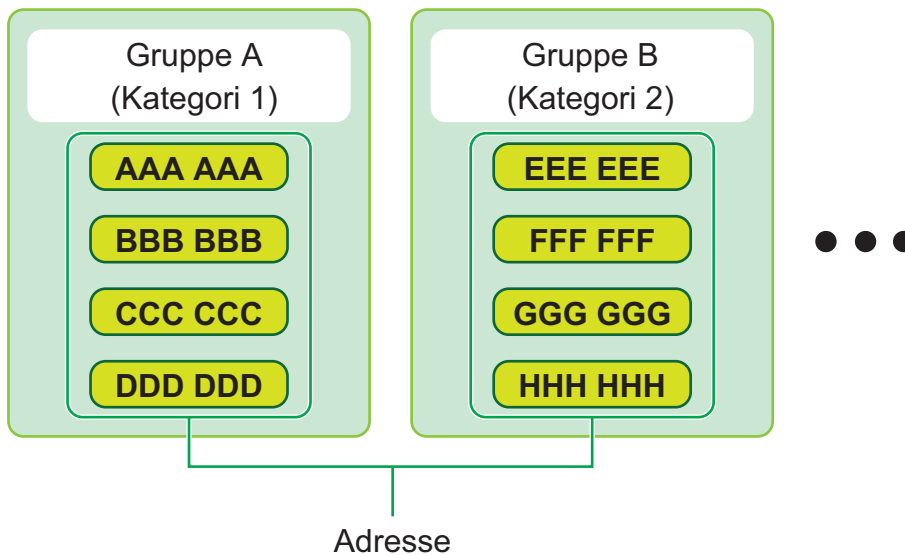 Gruppe A
(Kategori 1)
AAA AAA
BBB BBB
CCC CCC
DDD DDD
Gruppe B
(Kategori 2)
EEE EEE
FFF FFF
GGG GGG
HHH HHH
Adresse